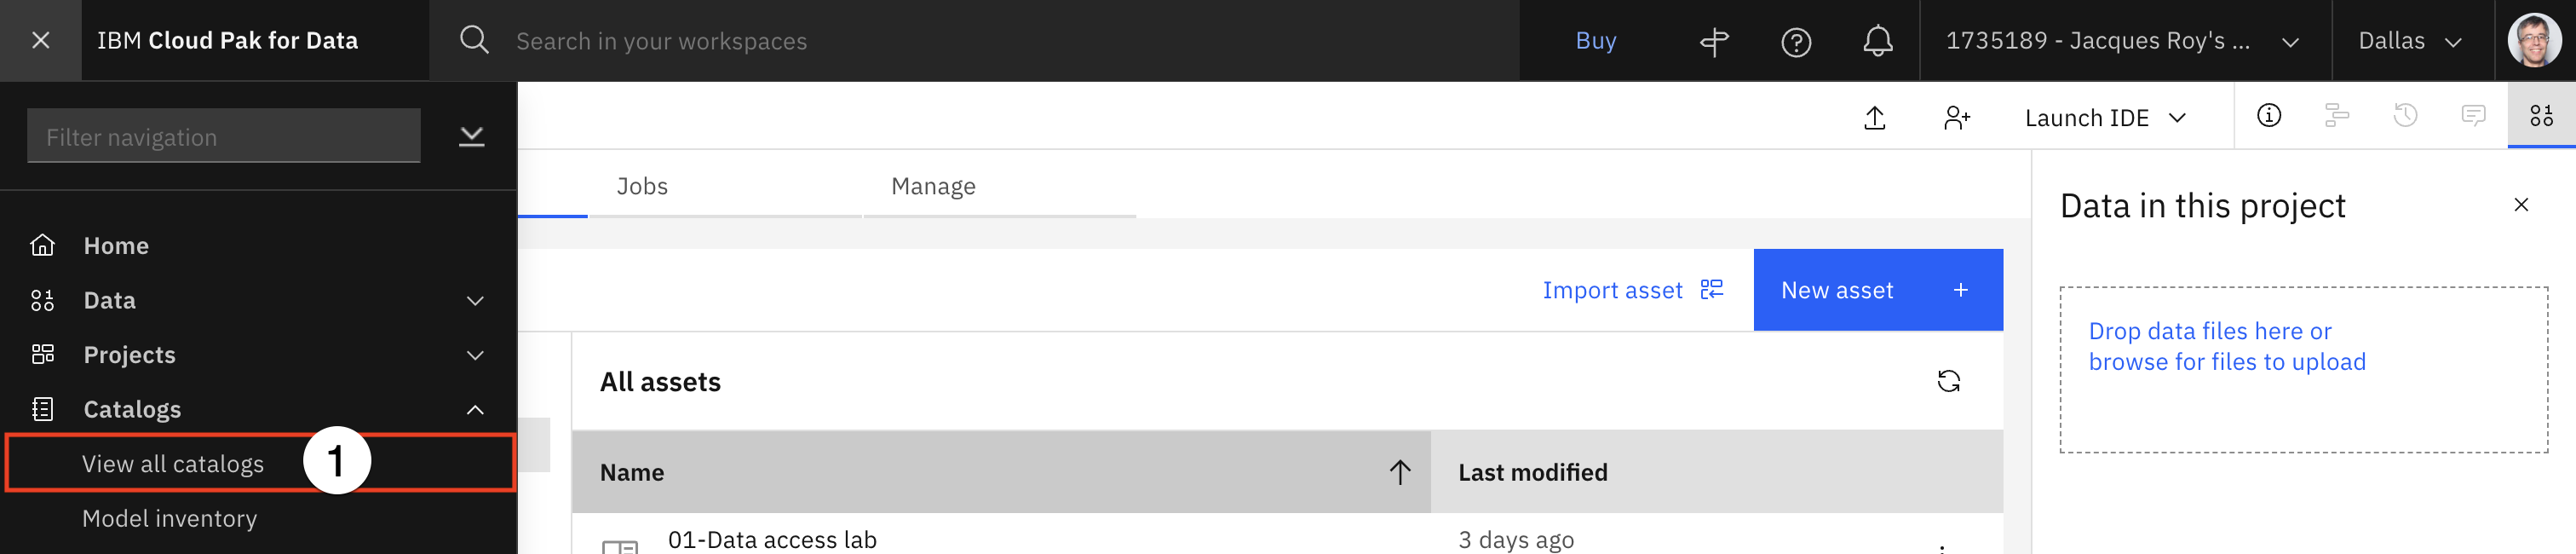 IBM Cloud Pak for Data
Search in your workspaces
Buy
1735189 - Jacques Roy's ...
Dallas
Filter navigation
Launch IDE
Jobs
Manage
Data in this project
Home
Data
Projects
Catalogs
View all catalogs
1
Model inventory
Import asset
New asset +
Drop data files here or
browse for files to upload
All assets
Name
Last modified
01-Data access lab
3 days ago